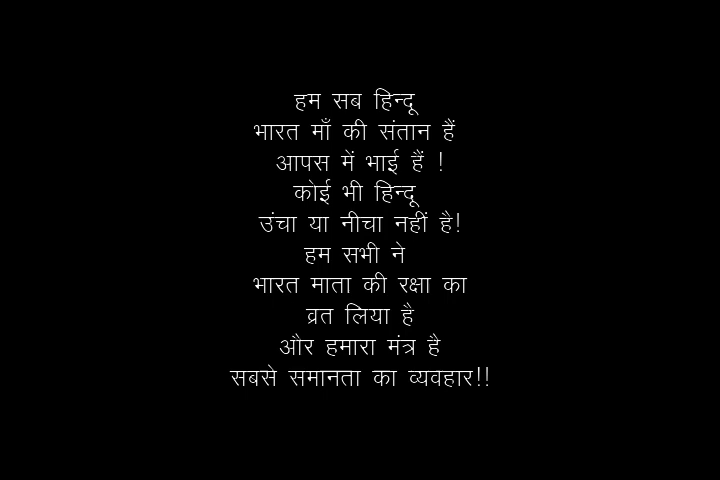 हम सब हिन्दू
भारत माँ की संतान हैं
आपस में भाई हैं !
कोई भी हिन्दू
उंचा या नीचा नहीं है!
हम सभी ने
भारत माता की रक्षा का
व्रत लिया है
और हमारा मंत्र है
सबसे समानता का व्यवहार!!